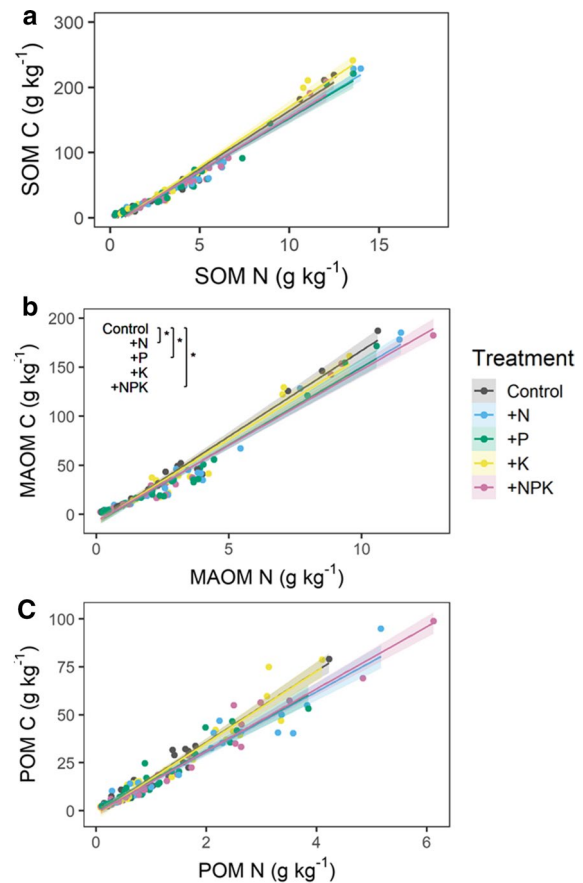 a
300
200
100
0
SOM C (g kg⁻¹)
0 5 10 15
SOM N (g kg⁻¹)
b
200
150
100
50
0
MAOM C (g kg⁻¹)
Control
+N
+P
+K
+NPK
* * *
0 5 10
MAOM N (g kg⁻¹)
Treatment
Control
+N
+P
+K
+NPK
C
100
75
50
25
0
POM C (g kg⁻¹)
0 2 4 6
POM N (g kg⁻¹)